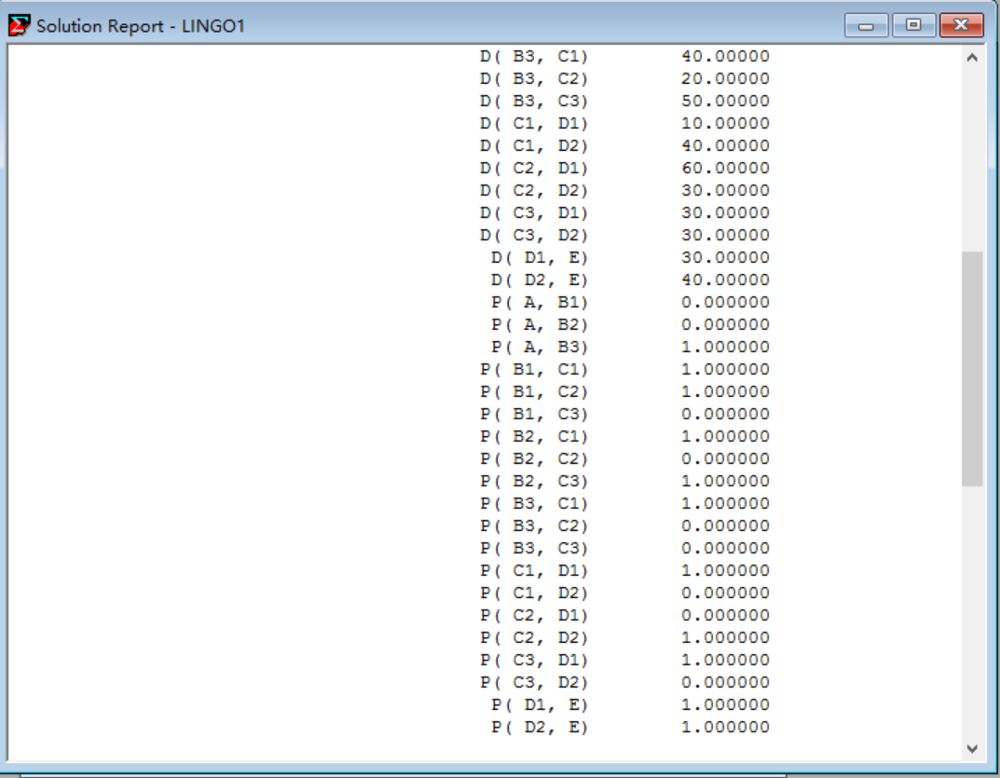 Solution Report - LINGO1
D( B3, C1) 40.00000
D( B3, C2) 20.00000
D( B3, C3) 50.00000
D( C1, D1) 10.00000
D( C1, D2) 40.00000
D( C2, D1) 60.00000
D( C2, D2) 30.00000
D( C3, D1) 30.00000
D( C3, D2) 30.00000
D( D1, E) 30.00000
D( D2, E) 40.00000
P( A, B1) 0.000000
P( A, B2) 0.000000
P( A, B3) 1.000000
P( B1, C1) 1.000000
P( B1, C2) 1.000000
P( B1, C3) 0.000000
P( B2, C1) 1.000000
P( B2, C2) 0.000000
P( B2, C3) 1.000000
P( B3, C1) 1.000000
P( B3, C2) 0.000000
P( B3, C3) 0.000000
P( C1, D1) 1.000000
P( C1, D2) 0.000000
P( C2, D1) 0.000000
P( C2, D2) 1.000000
P( C3, D1) 1.000000
P( C3, D2) 0.000000
P( D1, E) 1.000000
P( D2, E) 1.000000